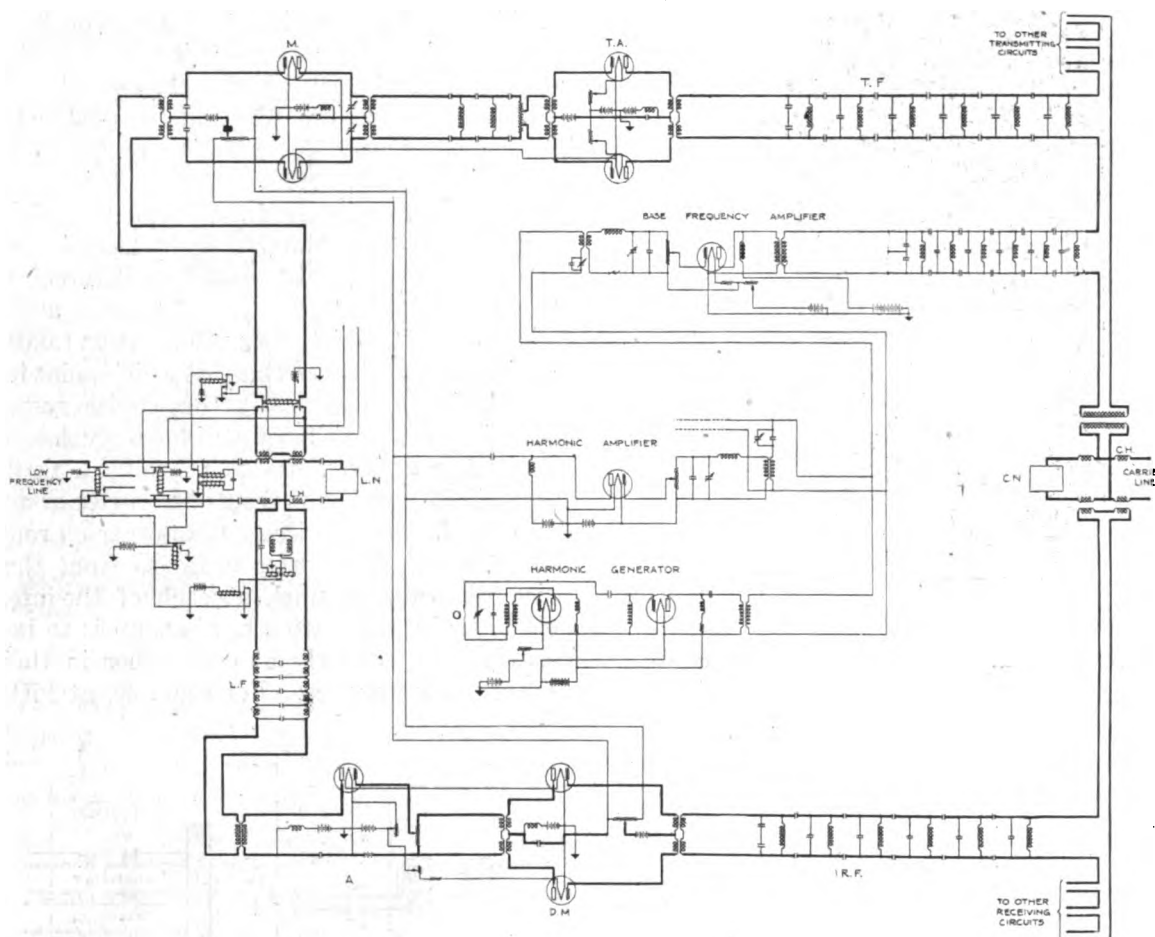 M.
T.A.
TO OTHER
TRANSMITTING
CIRCUITS
T.F
BASE FREQUENCY AMPLIFIER
HARMONIC AMPLIFIER
LOW
FREQUENCY
LINE
L.H.
L.N
C.N
C.H.
CARRIE
LINE
HARMONIC GENERATOR
O
L.F
A
D.M
I.R.F.
TO OTHER
RECEIVING
CIRCUITS